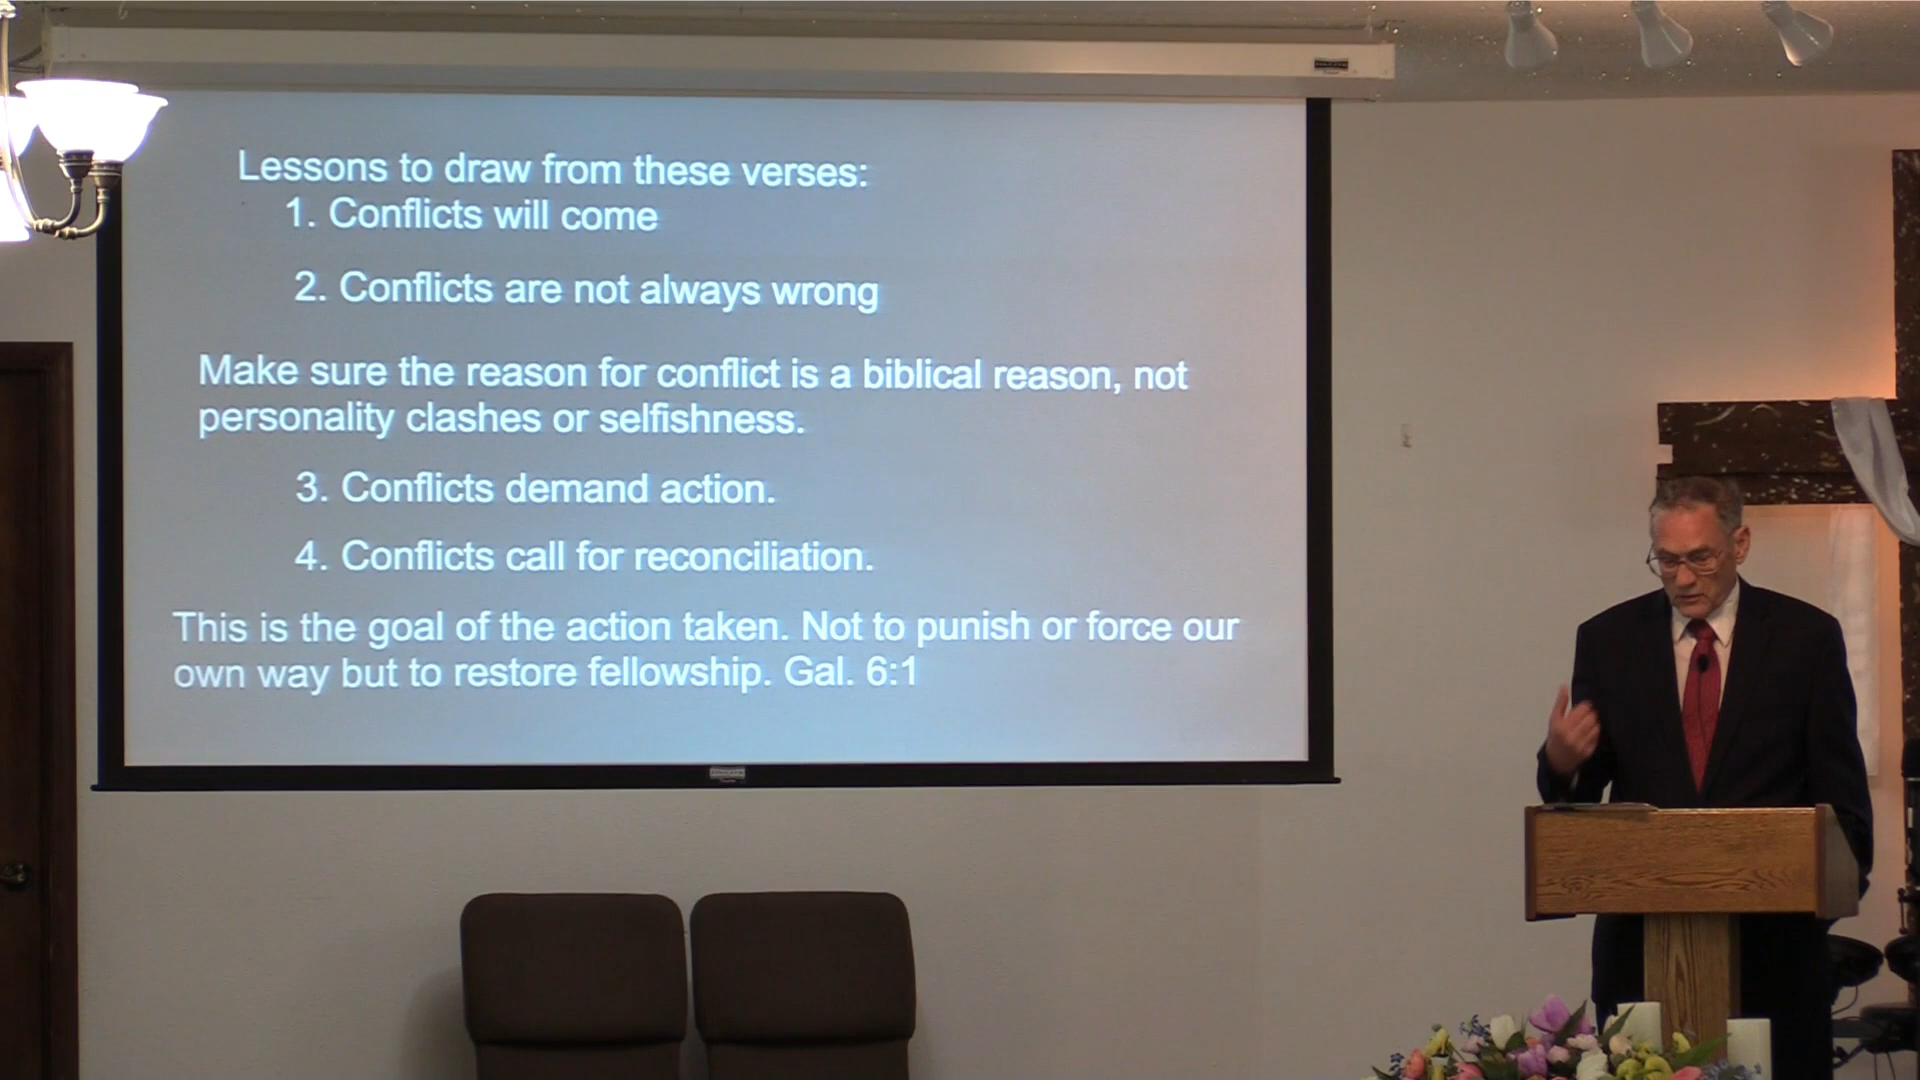 Lessons to draw from these verses:
1. Conflicts will come
2. Conflicts are not always wrong
Make sure the reason for conflict is a biblical reason, not
personality clashes or selfishness.
3. Conflicts demand action.
4. Conflicts call for reconciliation.
This is the goal of the action taken. Not to punish or force our
own way but to restore fellowship. Gal. 6:1